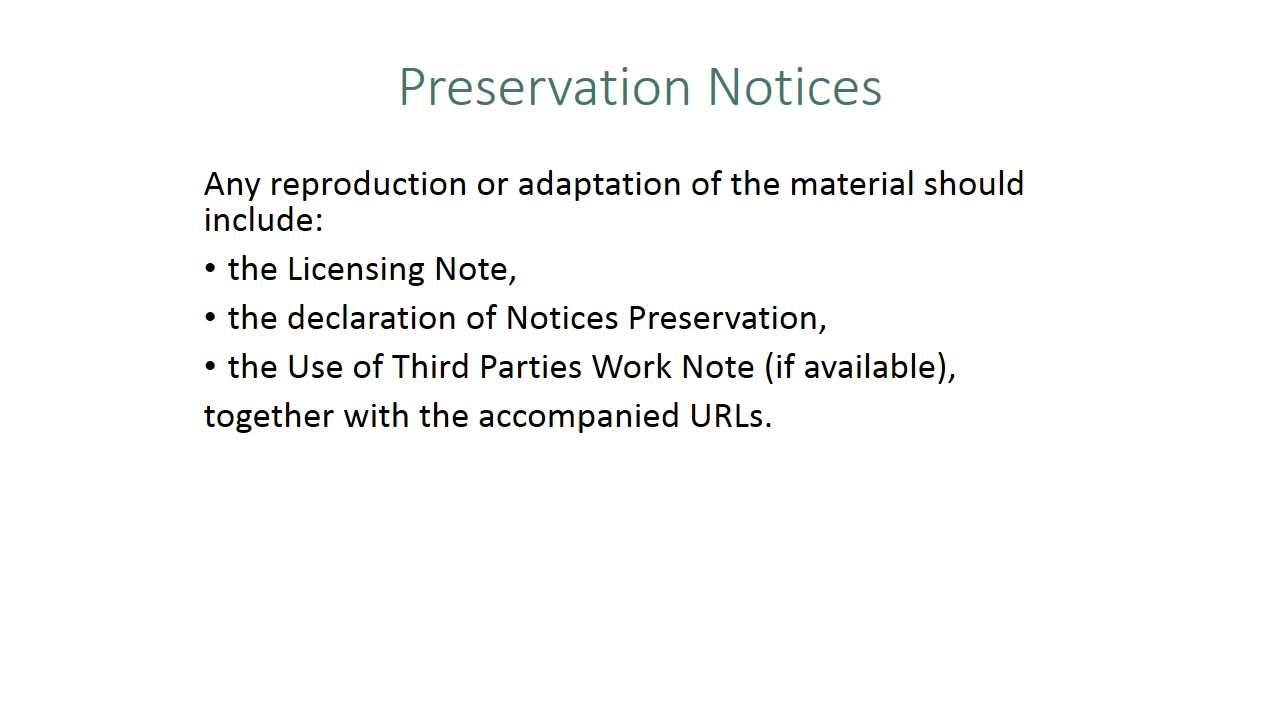 Preservation Notices
Any reproduction or adaptation of the material should
include:
• the Licensing Note,
• the declaration of Notices Preservation,
• the Use of Third Parties Work Note (if available),
together with the accompanied URLs.